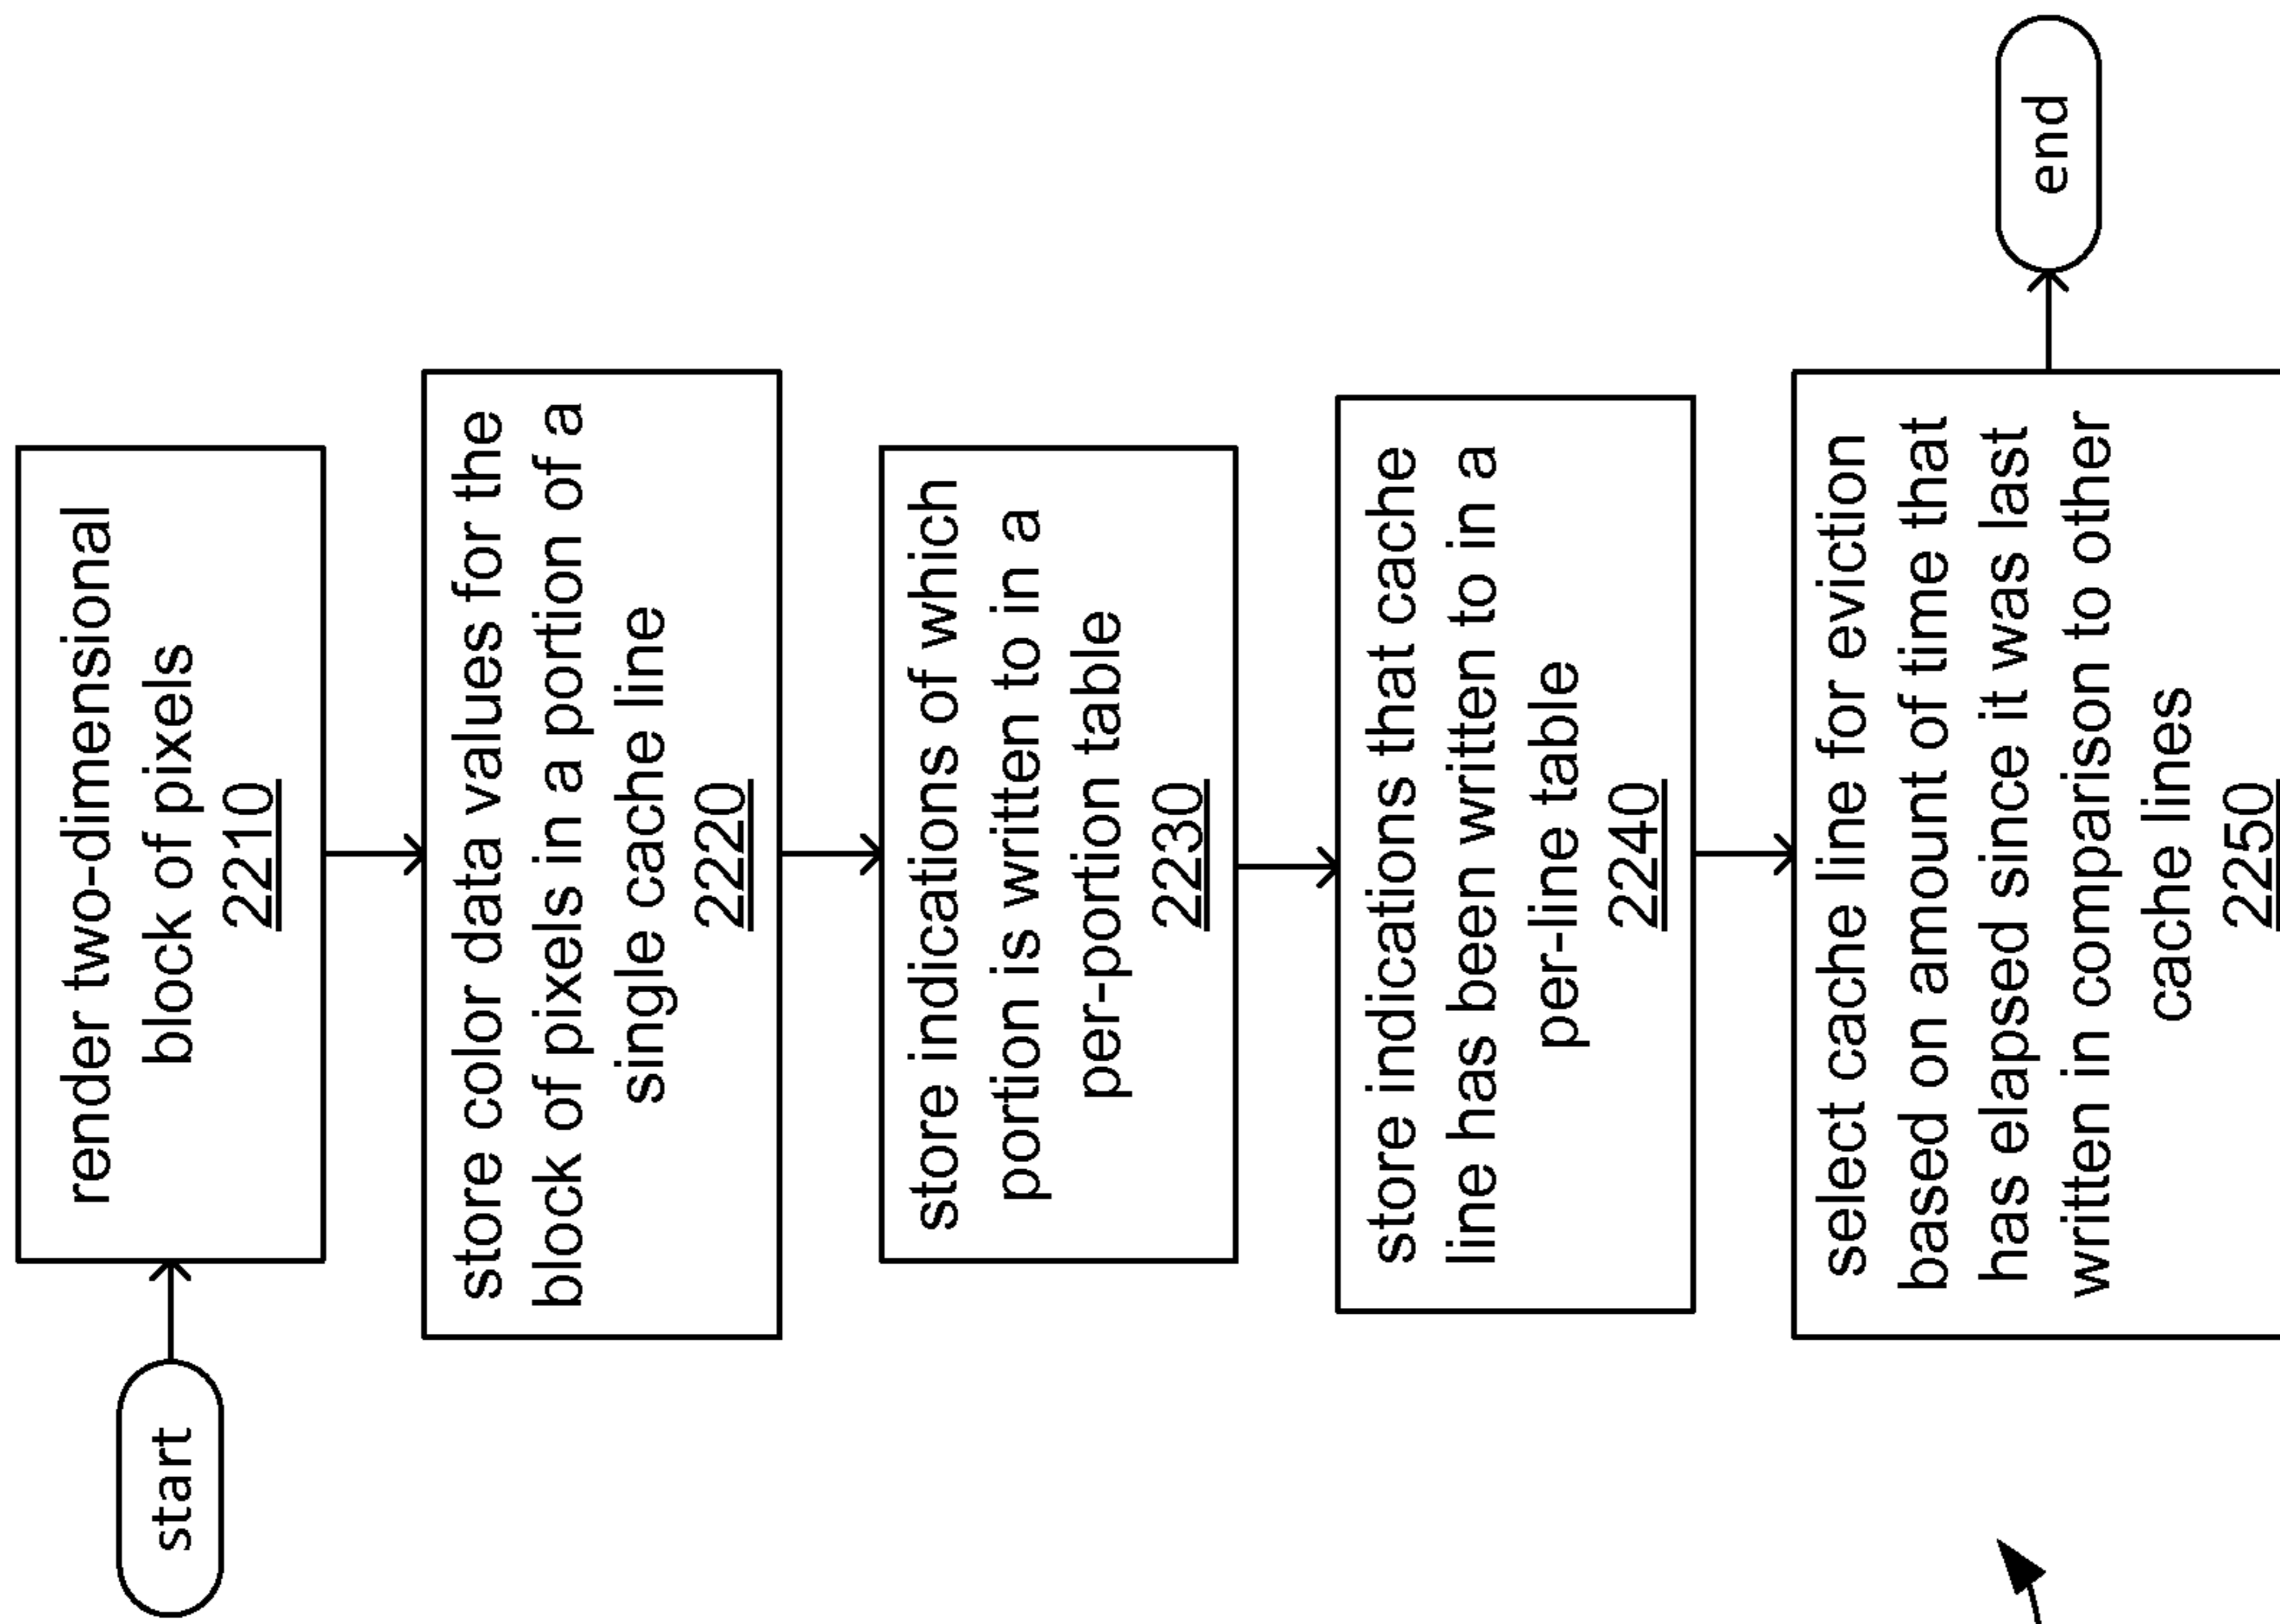 start
render two-dimensional
block of pixels
2210
store color data values for the
block of pixels in a portion of a
single cache line
2220
store indications of which
portion is written to in a
per-portion table
2230
store indications that cache
line has been written to in a
per-line table
2240
select cache line for eviction
based on amount of time that
has elapsed since it was last
written in comparison to other
cache lines
2250
end